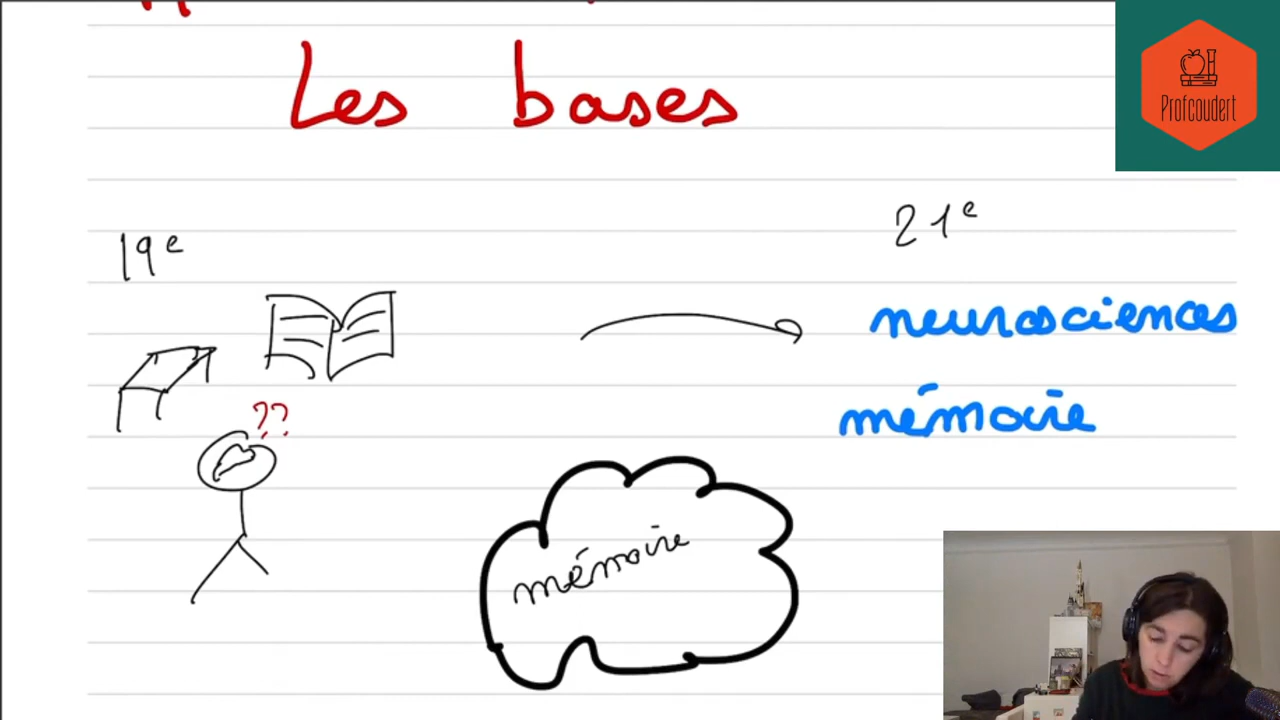 Les bases
Profcoudert
19e
21e
neurosciences
??
mémoire
mémoire